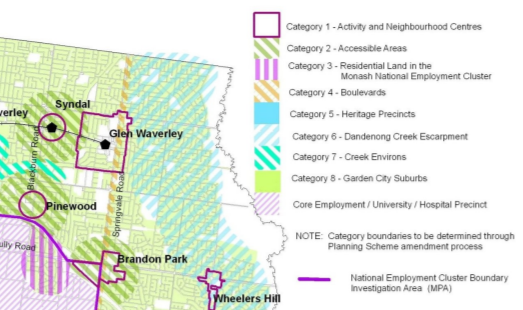 Category 1 - Activity and Neighbourhood Centres
Category 2 - Accessible Areas
Category 3 - Residential Land in the
Monash National Employment Cluster
Category 4 - Boulevards
Category 5 - Heritage Precincts
Category 6 - Dandenong Creek Escarpment
Category 7 - Creek Environs
Category 8 - Garden City Suburbs
Core Employment / University / Hospital Precinct
NOTE: Category boundaries to be determined through
Planning Scheme amendment process
National Employment Cluster Boundary
Investigation Area (MPA)
Syndal
verley
Glen Waverley
Blackburn Road
Springvale Road
Pinewood
ully Road
Brandon Park
Wheelers Hill